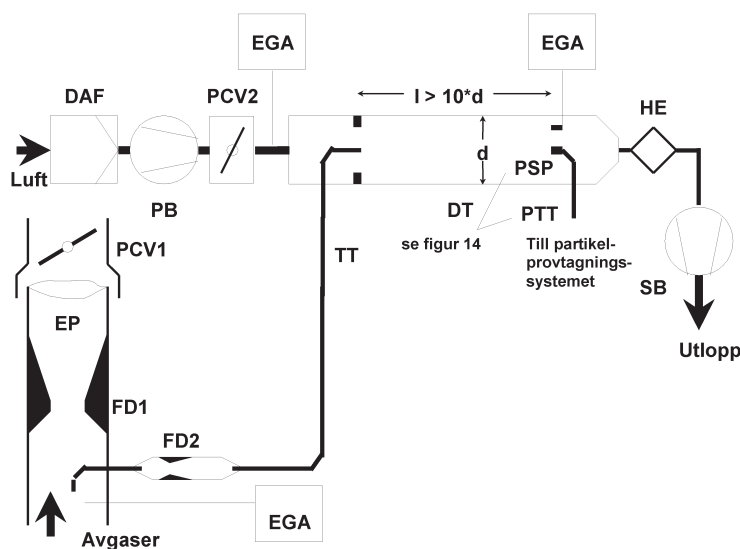 EGA
EGA
DAF
PCV2
l > 10*d
HE
Luft
d
PSP
PB
DT
PTT
PCV1
TT
se figur 14
Till partikel-
provtagnings-
systemet
SB
EP
Utlopp
FD1
FD2
EGA
Avgaser